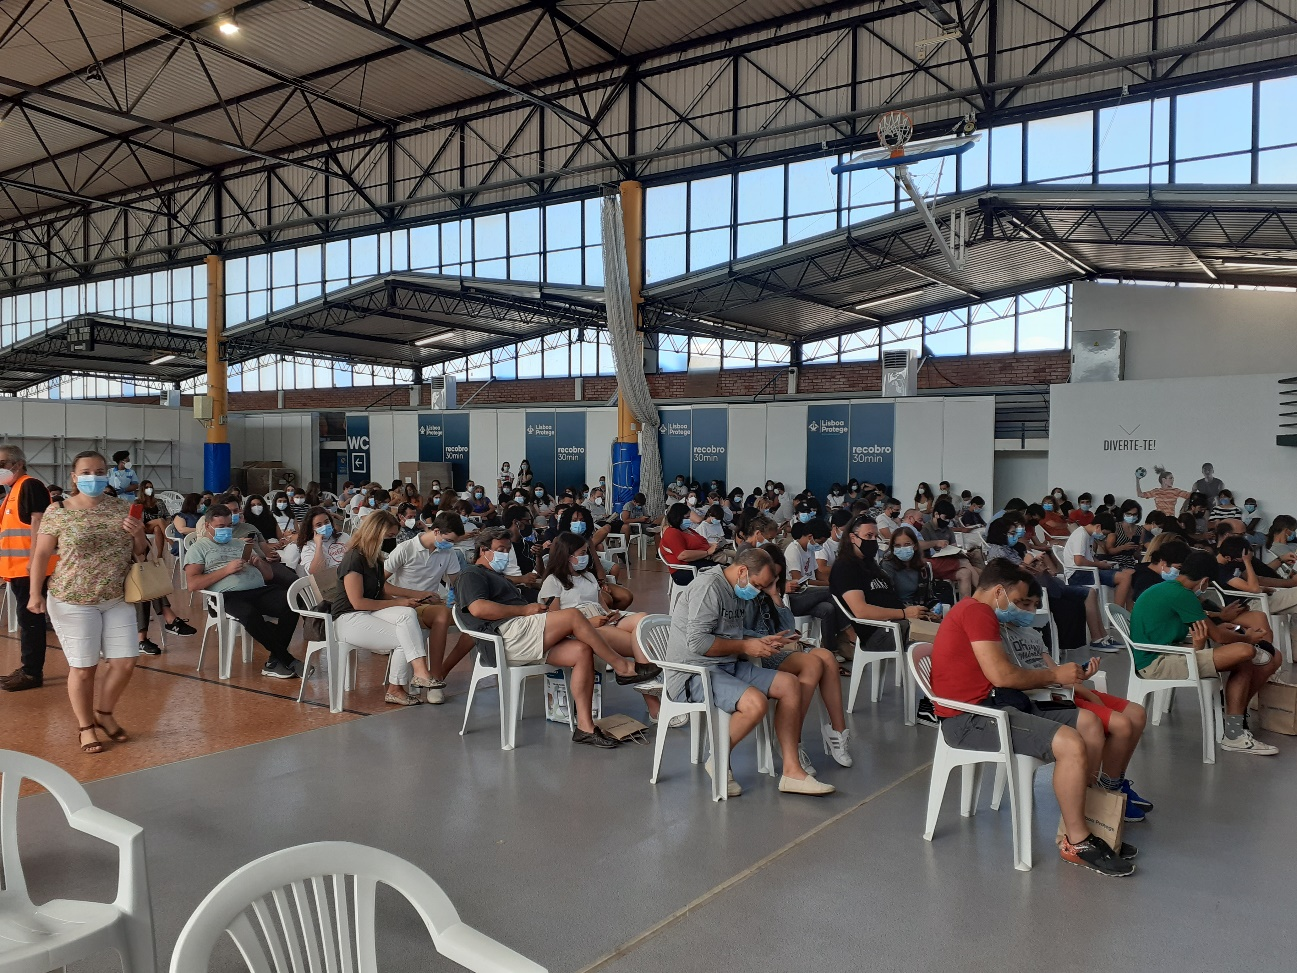 WC
Lisboa
Protege
recobro
30min
Lisboa
Protege
recobro
30min
Lisboa
Protege
recobro
30min
Lisboa
Protege
recobro
30min
DIVERTE-TE!